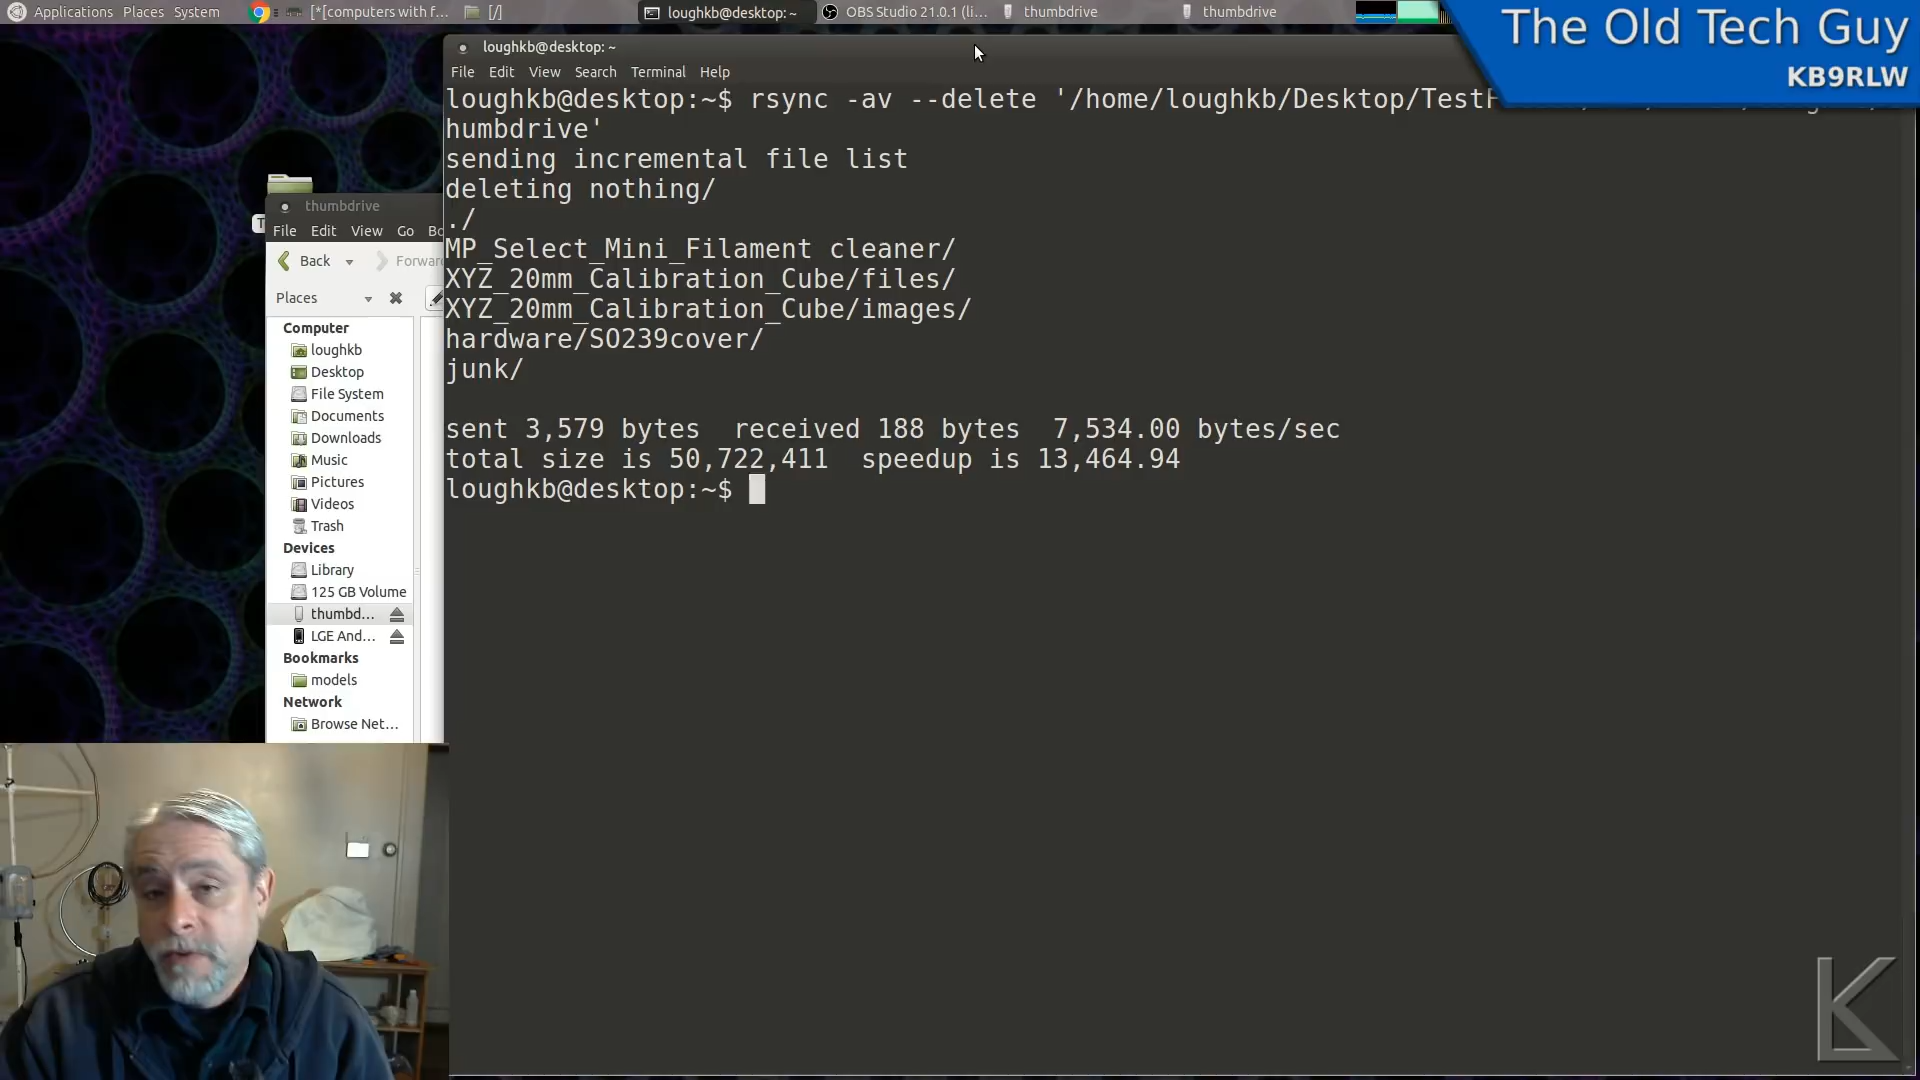 Applications Places System [*[computers with f... [/] loughkb@desktop: ~ OBS Studio 21.0.1 (li... thumbdrive thumbdrive
The Old Tech Guy
KB9RLW
loughkb@desktop: ~
File Edit View Search Terminal Help
loughkb@desktop:~$ rsync -av --delete '/home/loughkb/Desktop/Test
humbdrive'
sending incremental file list
deleting nothing/
./
MP_Select_Mini_Filament cleaner/
XYZ_20mm_Calibration_Cube/files/
XYZ_20mm_Calibration_Cube/images/
hardware/SO239cover/
junk/
sent 3,579 bytes  received 188 bytes  7,534.00 bytes/sec
total size is 50,722,411  speedup is 13,464.94
loughkb@desktop:~$
thumbdrive
File Edit View Go Bo
Back Forward
Places
Computer
loughkb
Desktop
File System
Documents
Downloads
Music
Pictures
Videos
Trash
Devices
Library
125 GB Volume
thumbd...
LGE And...
Bookmarks
models
Network
Browse Net...
K